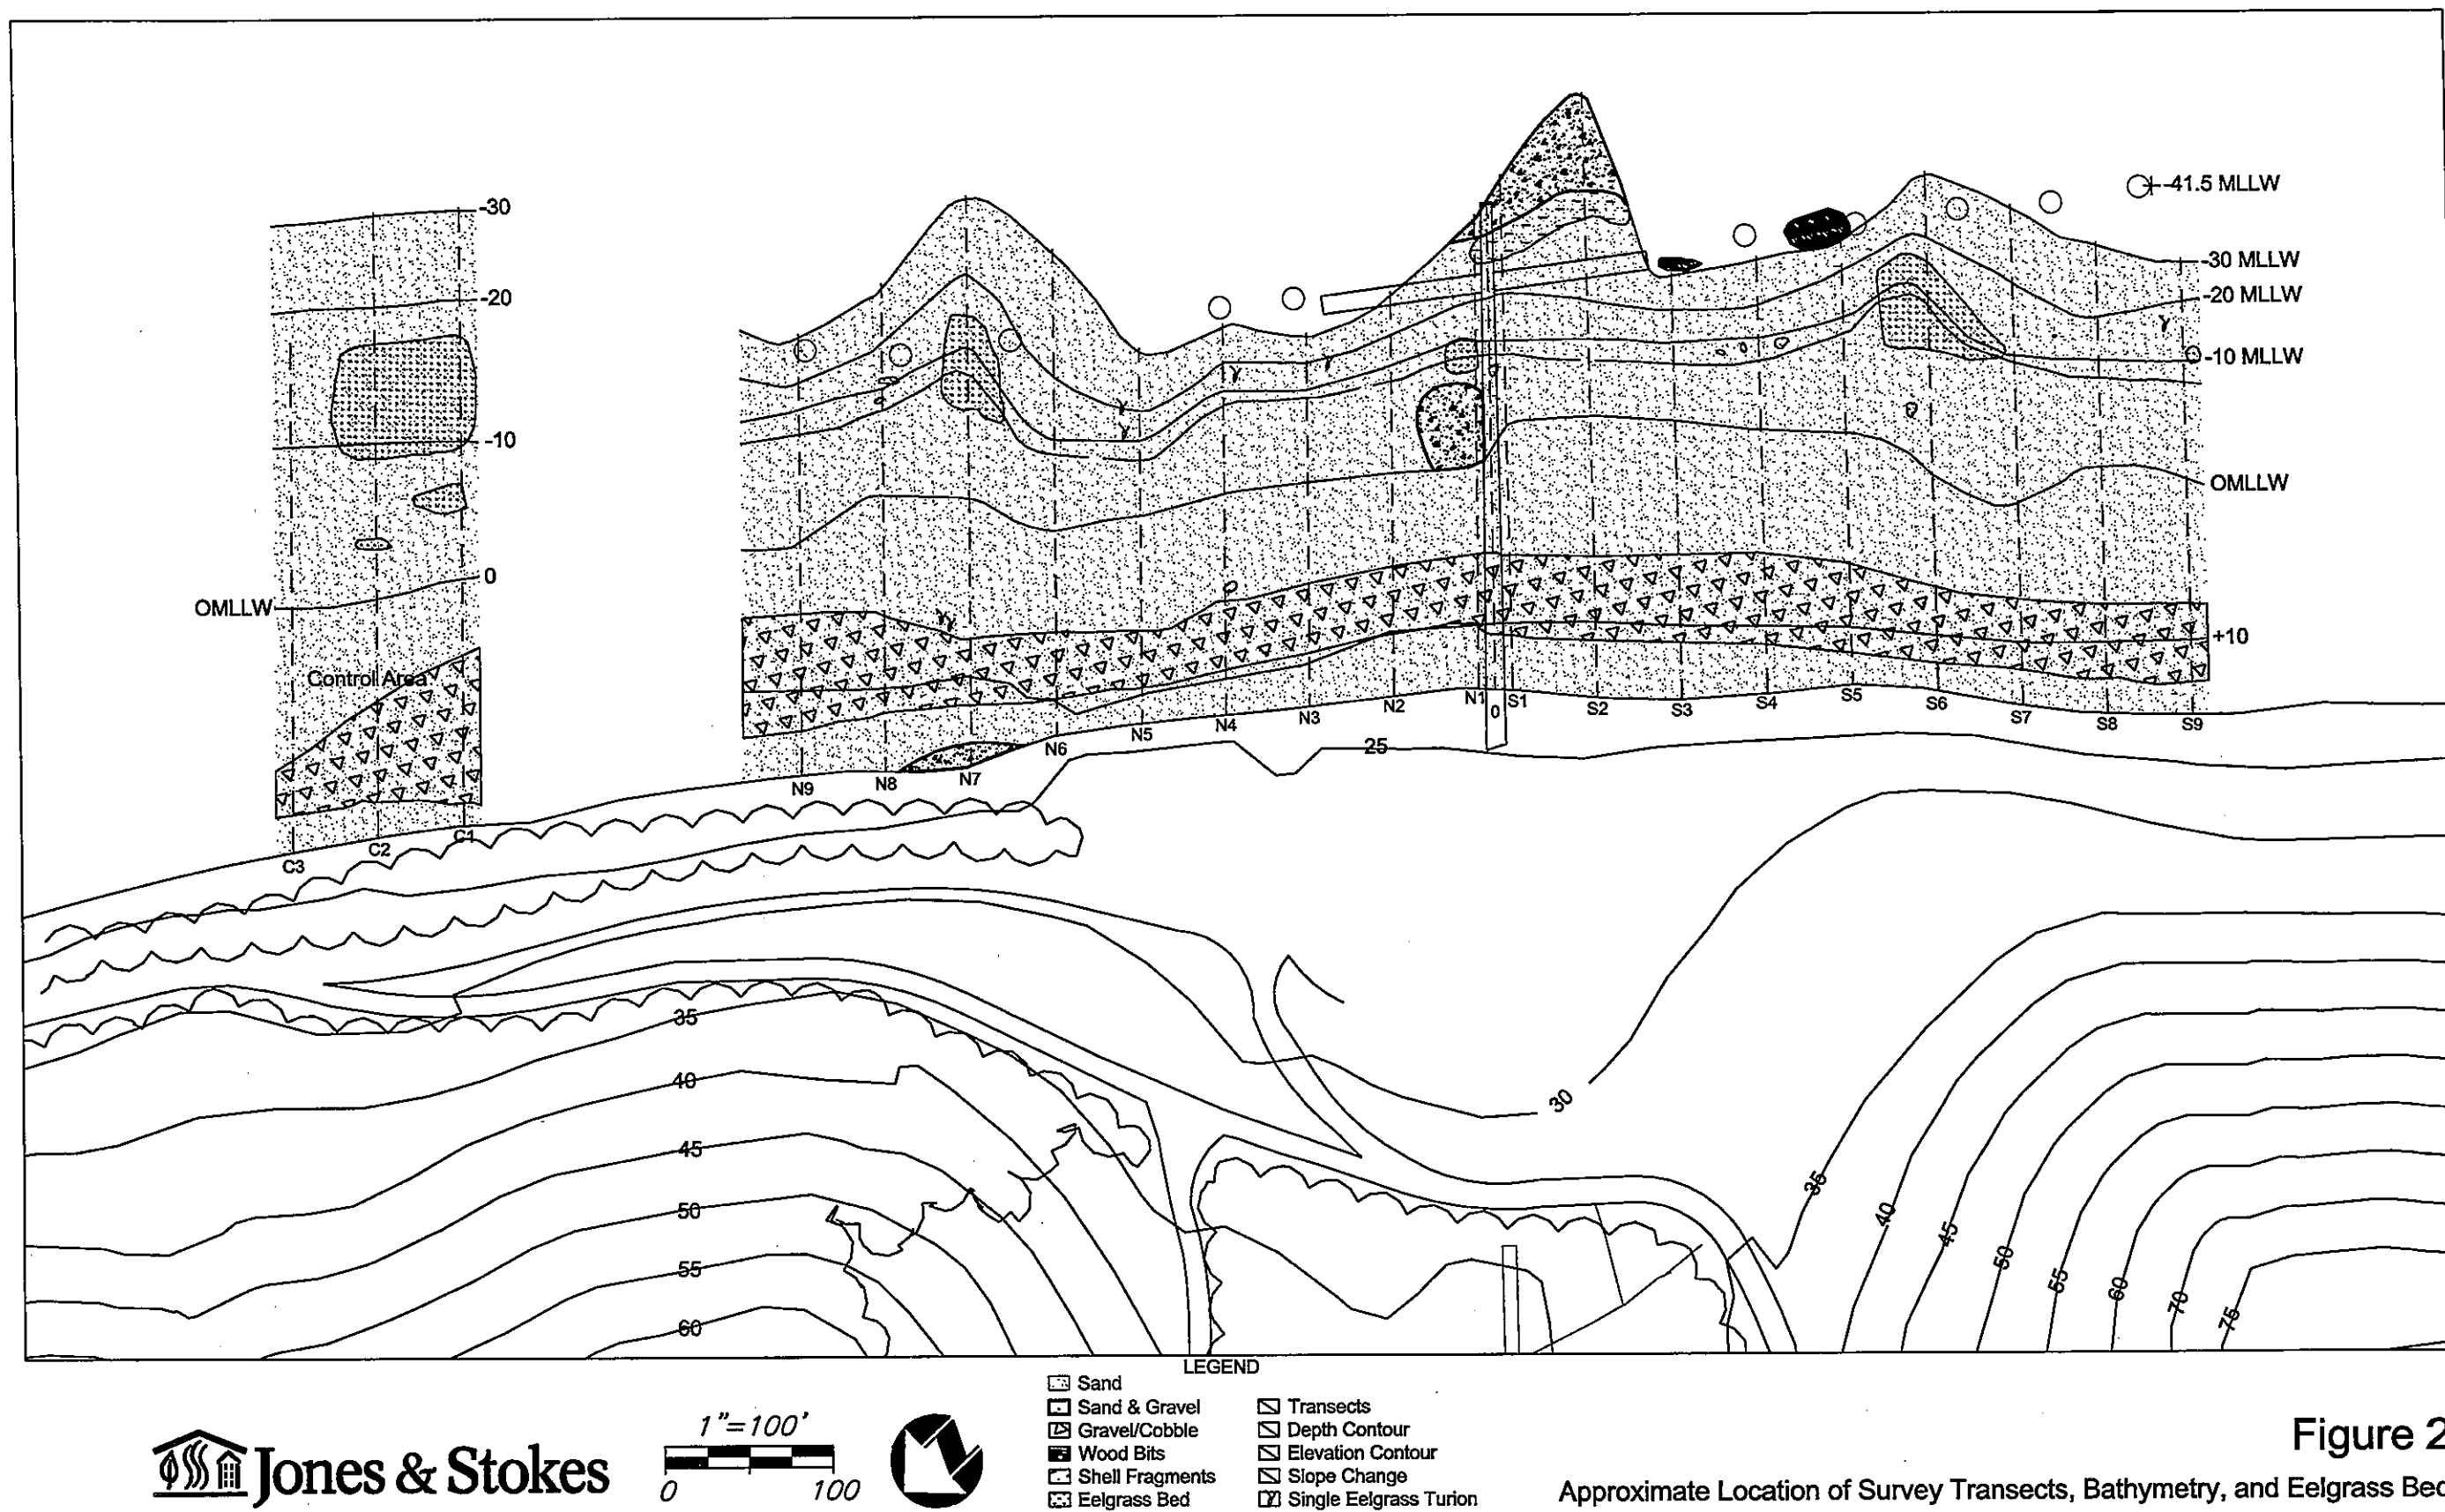 -41.5 MLLW
-30
-30 MLLW
-20
-20 MLLW
-10 MLLW
-10
OMLLW
0
OMLLW
+10
Control Area
N1
S1
N2
S2
S3
S4
S5
S6
S7
S8
S9
0
N3
N4
N5
N6
N7
N8
N9
25
C1
C2
C3
35
40
45
50
55
60
30
35
40
45
50
55
60
70
75
LEGEND
Sand
Sand & Gravel
Gravel/Cobble
Wood Bits
Shell Fragments
Eelgrass Bed
Transects
Depth Contour
Elevation Contour
Slope Change
Single Eelgrass Turion
Jones & Stokes
1"=100'
0 100
Figure 2
Approximate Location of Survey Transects, Bathymetry, and Eelgrass Bed